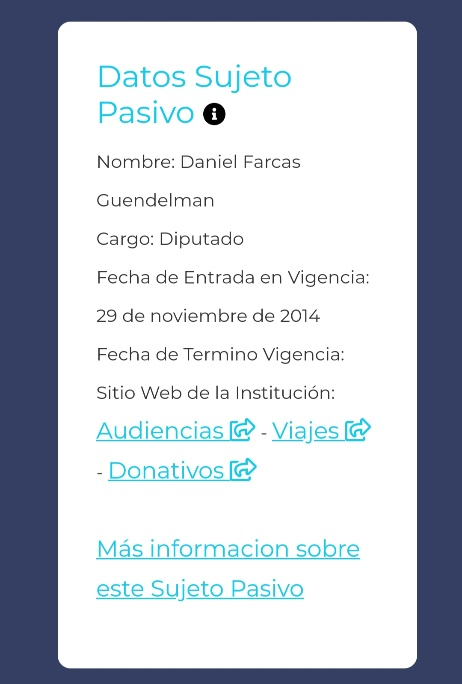 Datos Sujeto
Pasivo
Nombre: Daniel Farcas
Guendelman
Cargo: Diputado
Fecha de Entrada en Vigencia:
29 de noviembre de 2014
Fecha de Termino Vigencia:
Sitio Web de la Institución:
Audiencias - Viajes
- Donativos
Más informacion sobre
este Sujeto Pasivo